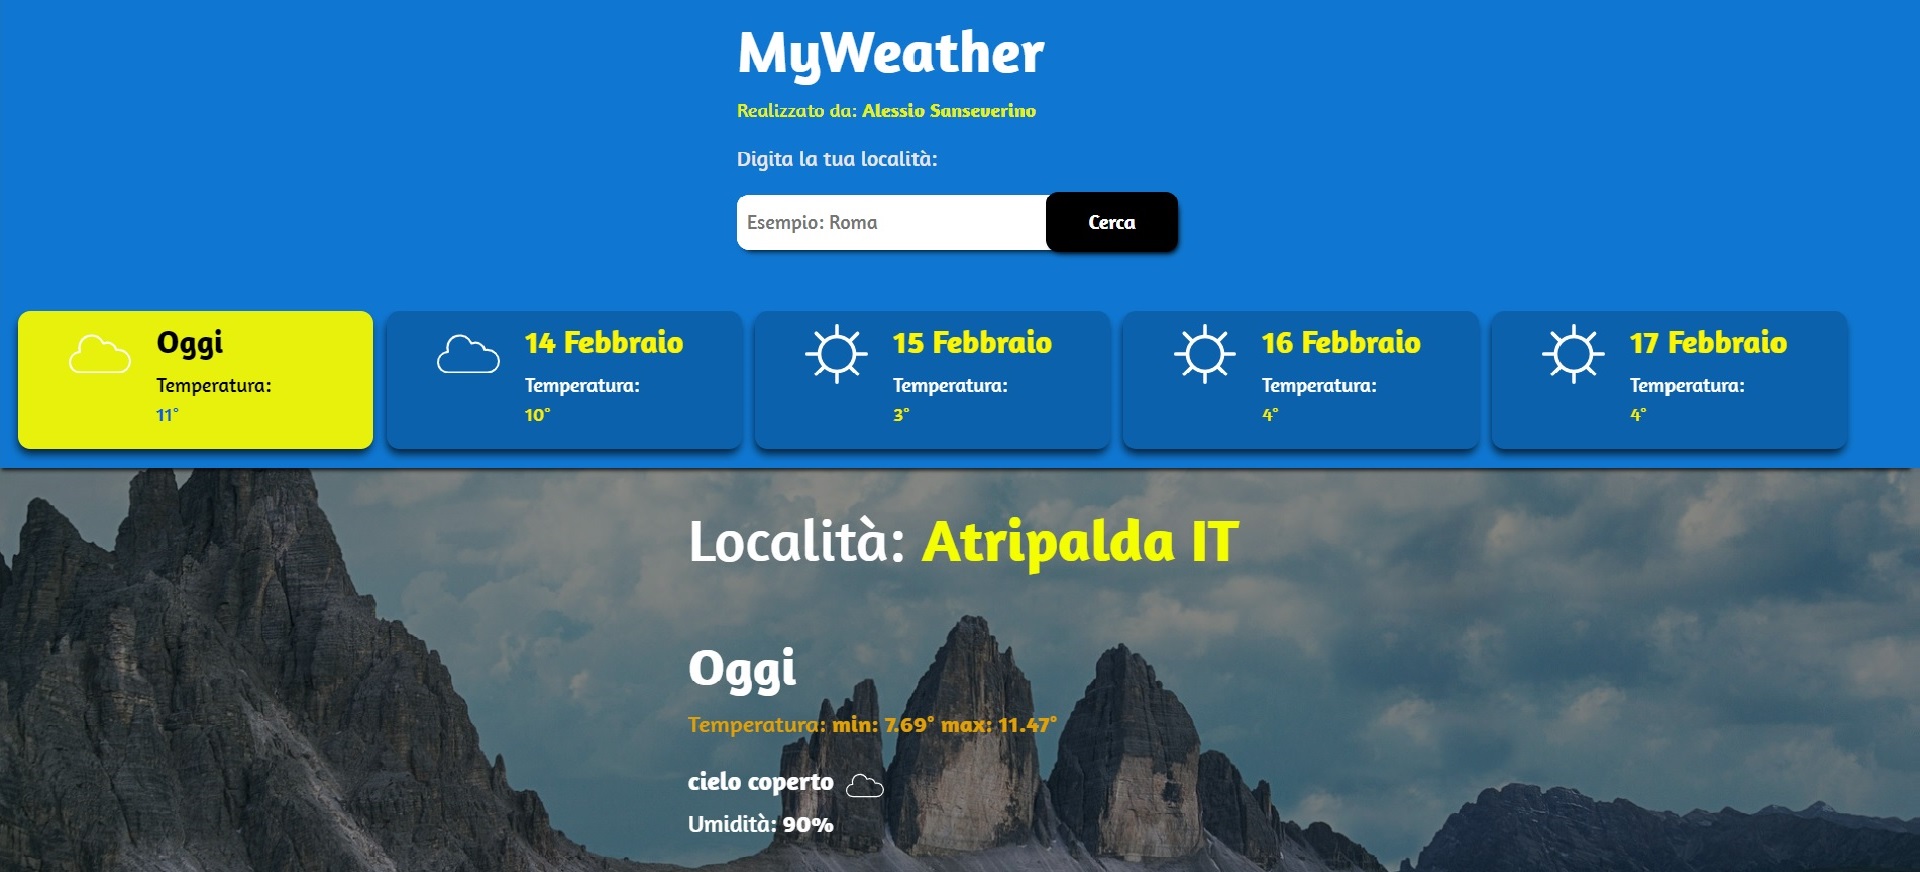 MyWeather
Realizzato da: Alessio Sanseverino
Digita la tua località:
Esempio: Roma
Cerca
Oggi
Temperatura:
11°
14 Febbraio
Temperatura:
10°
15 Febbraio
Temperatura:
3°
16 Febbraio
Temperatura:
4°
17 Febbraio
Temperatura:
4°
Località: Atripalda IT
Oggi
Temperatura: min: 7.69° max: 11.47°
cielo coperto
Umidità: 90%